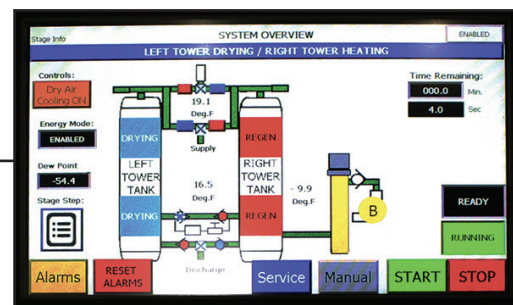 Stage Info
SYSTEM OVERVIEW
ENABLED
LEFT TOWER DRYING / RIGHT TOWER HEATING
Controls:
Dry Air
Cooling ON
Energy Mode:
ENABLED
Dew Point
-54.4
Stage Step:
19.1
Deg.F
Supply
DRYING
LEFT
TOWER
TANK
DRYING
16.5
Deg.F
REGEN
RIGHT
TOWER
TANK
REGEN
- 9.9
Deg.F
B
Time Remaining:
000.0 Min.
4.0 Sec
READY
RUNNING
Discharge
Alarms
RESET
ALARMS
Service
Manual
START
STOP